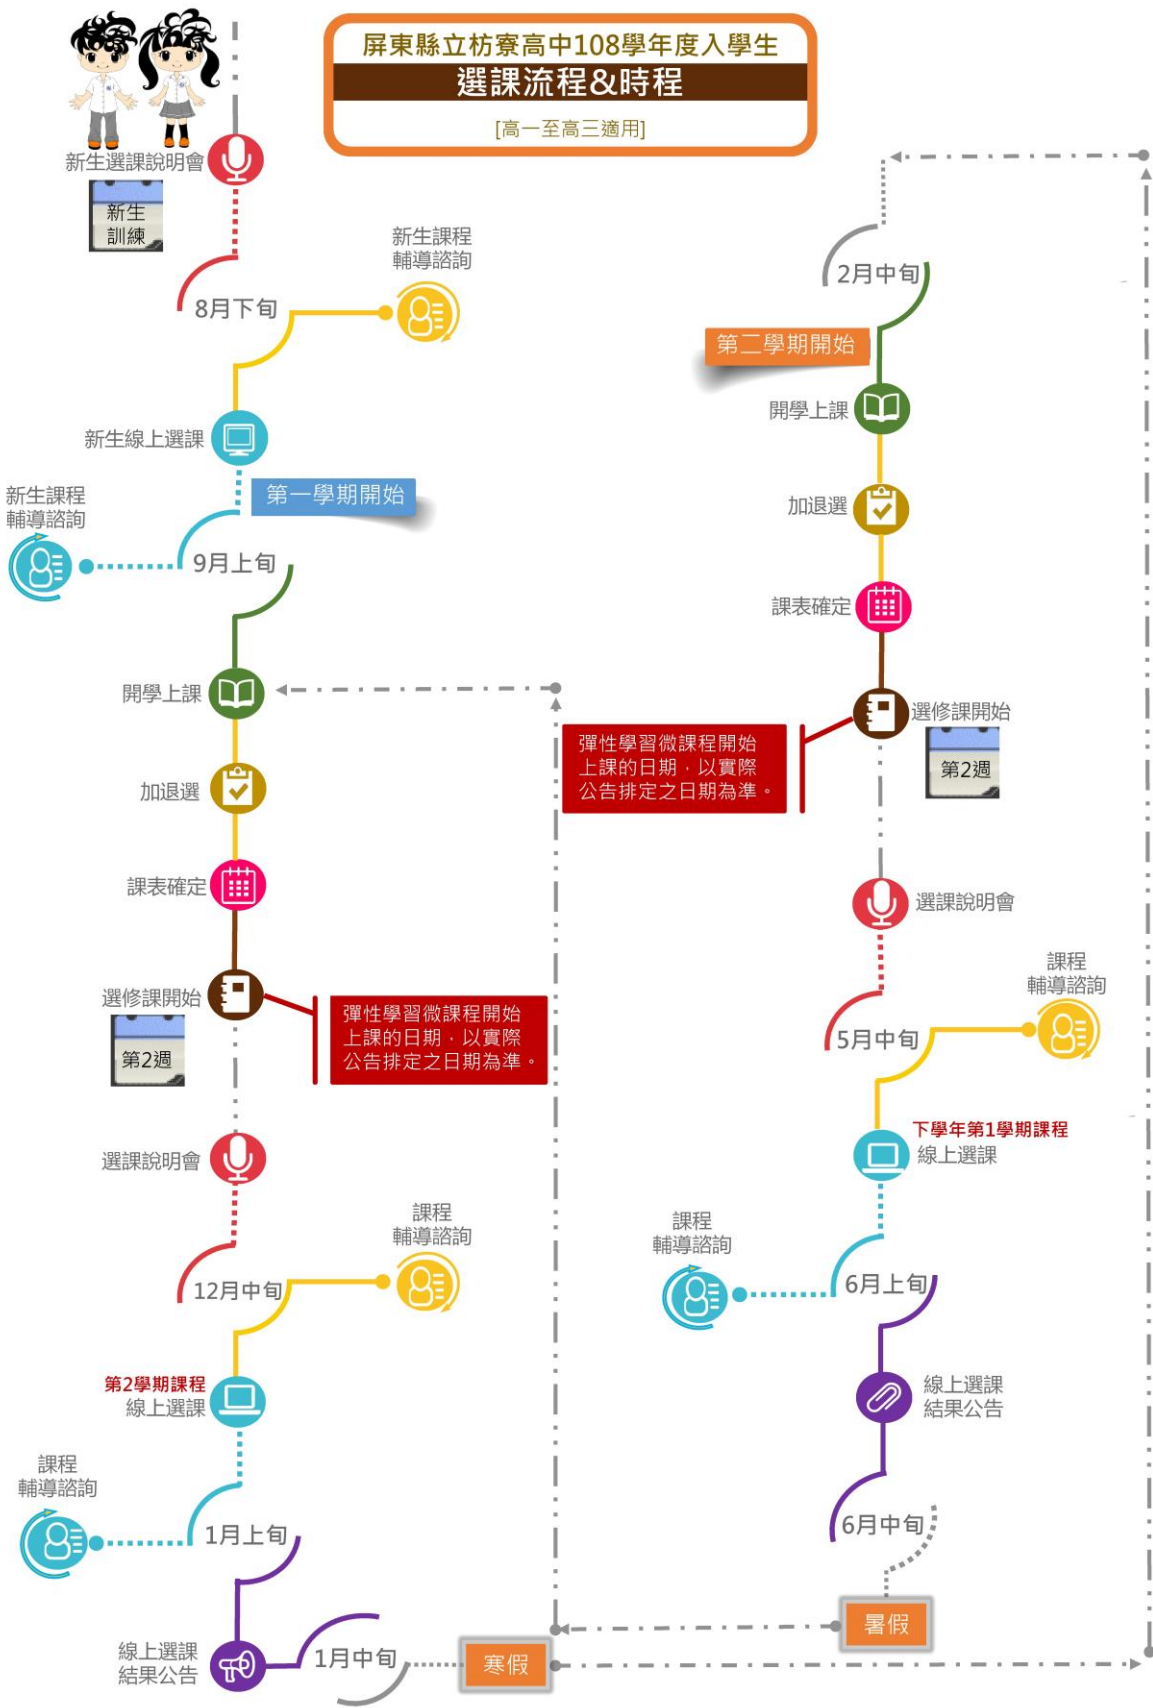 屏東縣立枋寮高中108學年度入學生
選課流程&時程
[高一至高三適用]
新生選課說明會
新生
訓練
8月下旬
新生課程
輔導諮詢
新生線上選課
第一學期開始
新生課程
輔導諮詢
9月上旬
開學上課
加退選
課表確定
選修課開始
第2週
彈性學習微課程開始
上課的日期，以實際
公告排定之日期為準。
選課說明會
12月中旬
課程
輔導諮詢
第2學期課程
線上選課
課程
輔導諮詢
1月上旬
線上選課
結果公告
1月中旬
寒假
2月中旬
第二學期開始
開學上課
加退選
課表確定
選修課開始
第2週
彈性學習微課程開始
上課的日期，以實際
公告排定之日期為準。
選課說明會
5月中旬
課程
輔導諮詢
下學年第1學期課程
線上選課
課程
輔導諮詢
6月上旬
線上選課
結果公告
6月中旬
暑假